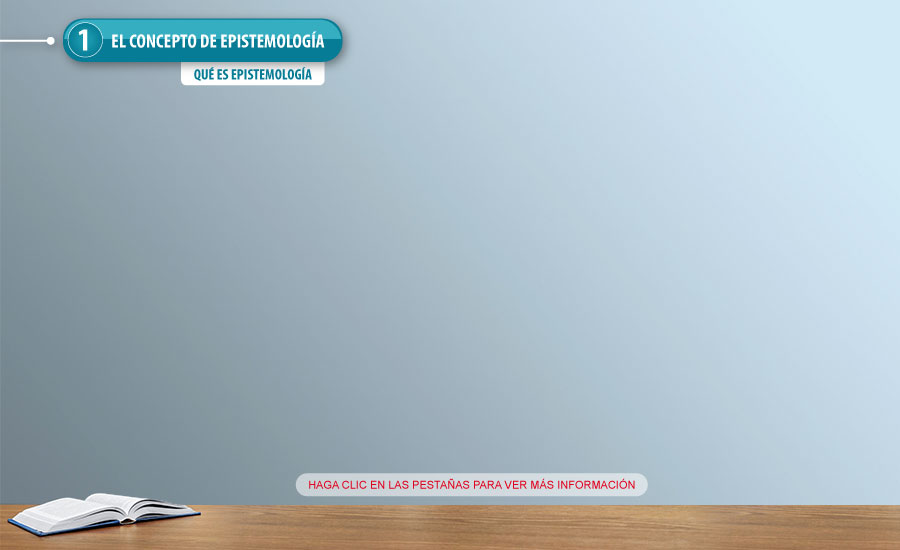 1 EL CONCEPTO DE EPISTEMOLOGÍA
QUÉ ES EPISTEMOLOGÍA
HAGA CLIC EN LAS PESTAÑAS PARA VER MÁS INFORMACIÓN